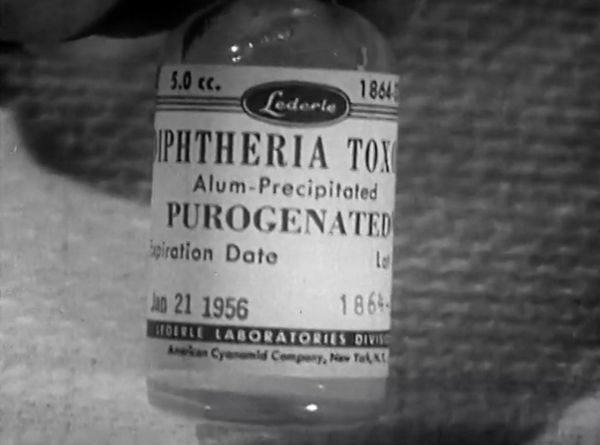 5.0 cc.
Lederle
1864-
IPHTHERIA TOX
Alum-Precipitated
PUROGENATED
piration Date
Lot
Jan 21 1956
1864-
LEDERLE LABORATORIES DIVIS
American Cyanamid Company, New York, N.Y.